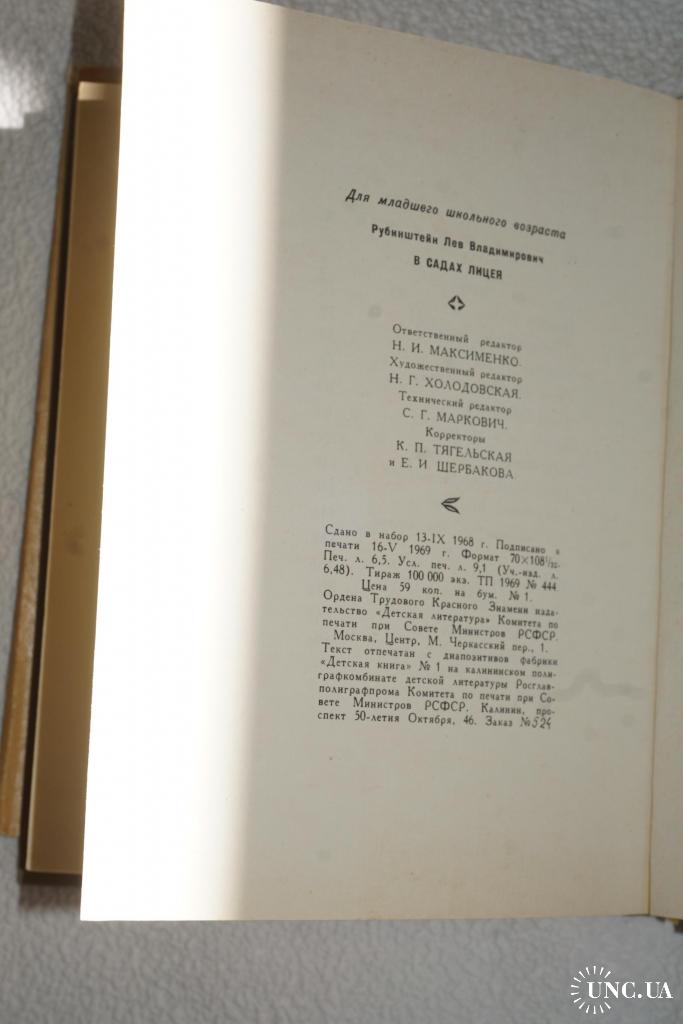 Для младшего школьного возраста
Рубинштейн Лев Владимирович
В САДАХ ЛИЦЕЯ
Ответственный редактор
Н. И. МАКСИМЕНКО.
Художественный редактор
Н. Г. ХОЛОДОВСКАЯ.
Технический редактор
С. Г. МАРКОВИЧ.
Корректоры
К. П. ТЯГЕЛЬСКАЯ
и Е. И. ШЕРБАКОВА.
Сдано в набор 13-IX 1968 г. Подписано к
печати 16-V 1969 г. Формат 70×108¹/₃₂.
Печ. л. 6,5. Усл. печ. л. 9,1 (Уч.-изд. л.
6,48). Тираж 100 000 экз. ТП 1969 № 444
Цена 59 коп. на бум. № 1.
Ордена Трудового Красного Знамени изда-
тельство «Детская литература» Комитета по
печати при Совете Министров РСФСР.
Москва, Центр, М. Черкасский пер., 1.
Текст отпечатан с диапозитивов фабрики
«Детская книга» № 1 на калининском поли-
графкомбинате детской литературы Росглав-
полиграфпрома Комитета по печати при Со-
вете Министров РСФСР. Калинин, про-
спект 50-летия Октября, 46. Заказ № 524
UNC.UA